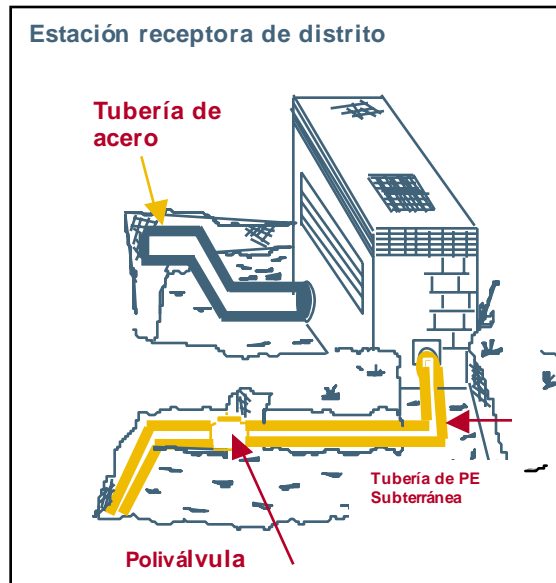 Estación receptora de distrito
Tubería de
acero
Tubería de PE
Subterránea
Poliválvula